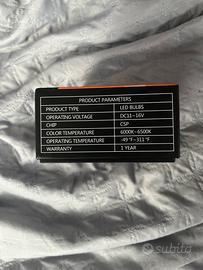 PRODUCT PARAMETERS
PRODUCT TYPE LED BULBS
OPERATING VOLTAGE DC11~16V
CHIP CSP
COLOR TEMPERATURE 6000K~6500K
OPERATING TEMPERATURE -49 °F~311 °F
WARRANTY 1 YEAR
subito